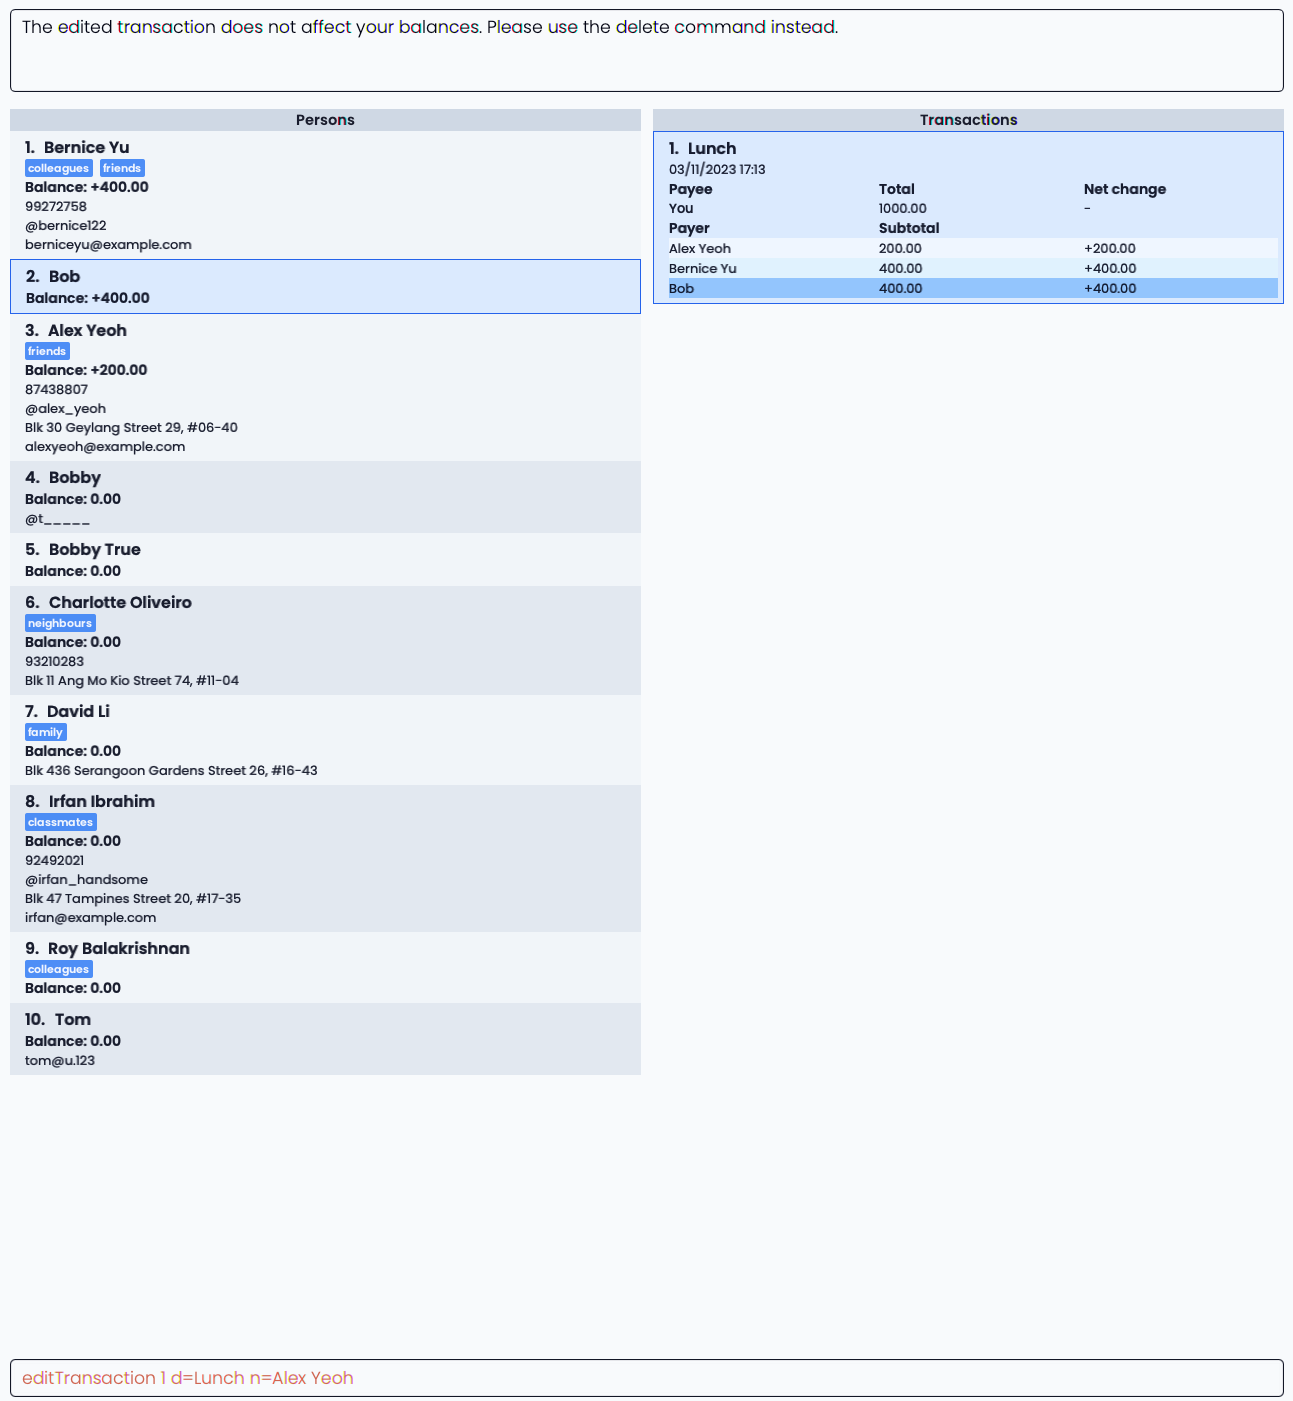 The edited transaction does not affect your balances. Please use the delete command instead.
Persons
1. Bernice Yu
colleagues friends
Balance: +400.00
99272758
@bernice122
berniceyu@example.com
2. Bob
Balance: +400.00
3. Alex Yeoh
friends
Balance: +200.00
87438807
@alex_yeoh
Blk 30 Geylang Street 29, #06-40
alexyeoh@example.com
4. Bobby
Balance: 0.00
@t_____
5. Bobby True
Balance: 0.00
6. Charlotte Oliveiro
neighbours
Balance: 0.00
93210283
Blk 11 Ang Mo Kio Street 74, #11-04
7. David Li
family
Balance: 0.00
Blk 436 Serangoon Gardens Street 26, #16-43
8. Irfan Ibrahim
classmates
Balance: 0.00
92492021
@irfan_handsome
Blk 47 Tampines Street 20, #17-35
irfan@example.com
9. Roy Balakrishnan
colleagues
Balance: 0.00
10. Tom
Balance: 0.00
tom@u.123
Transactions
1. Lunch
03/11/2023 17:13
Payee Total Net change
You 1000.00 -
Payer Subtotal
Alex Yeoh 200.00 +200.00
Bernice Yu 400.00 +400.00
Bob 400.00 +400.00
editTransaction 1 d=Lunch n=Alex Yeoh